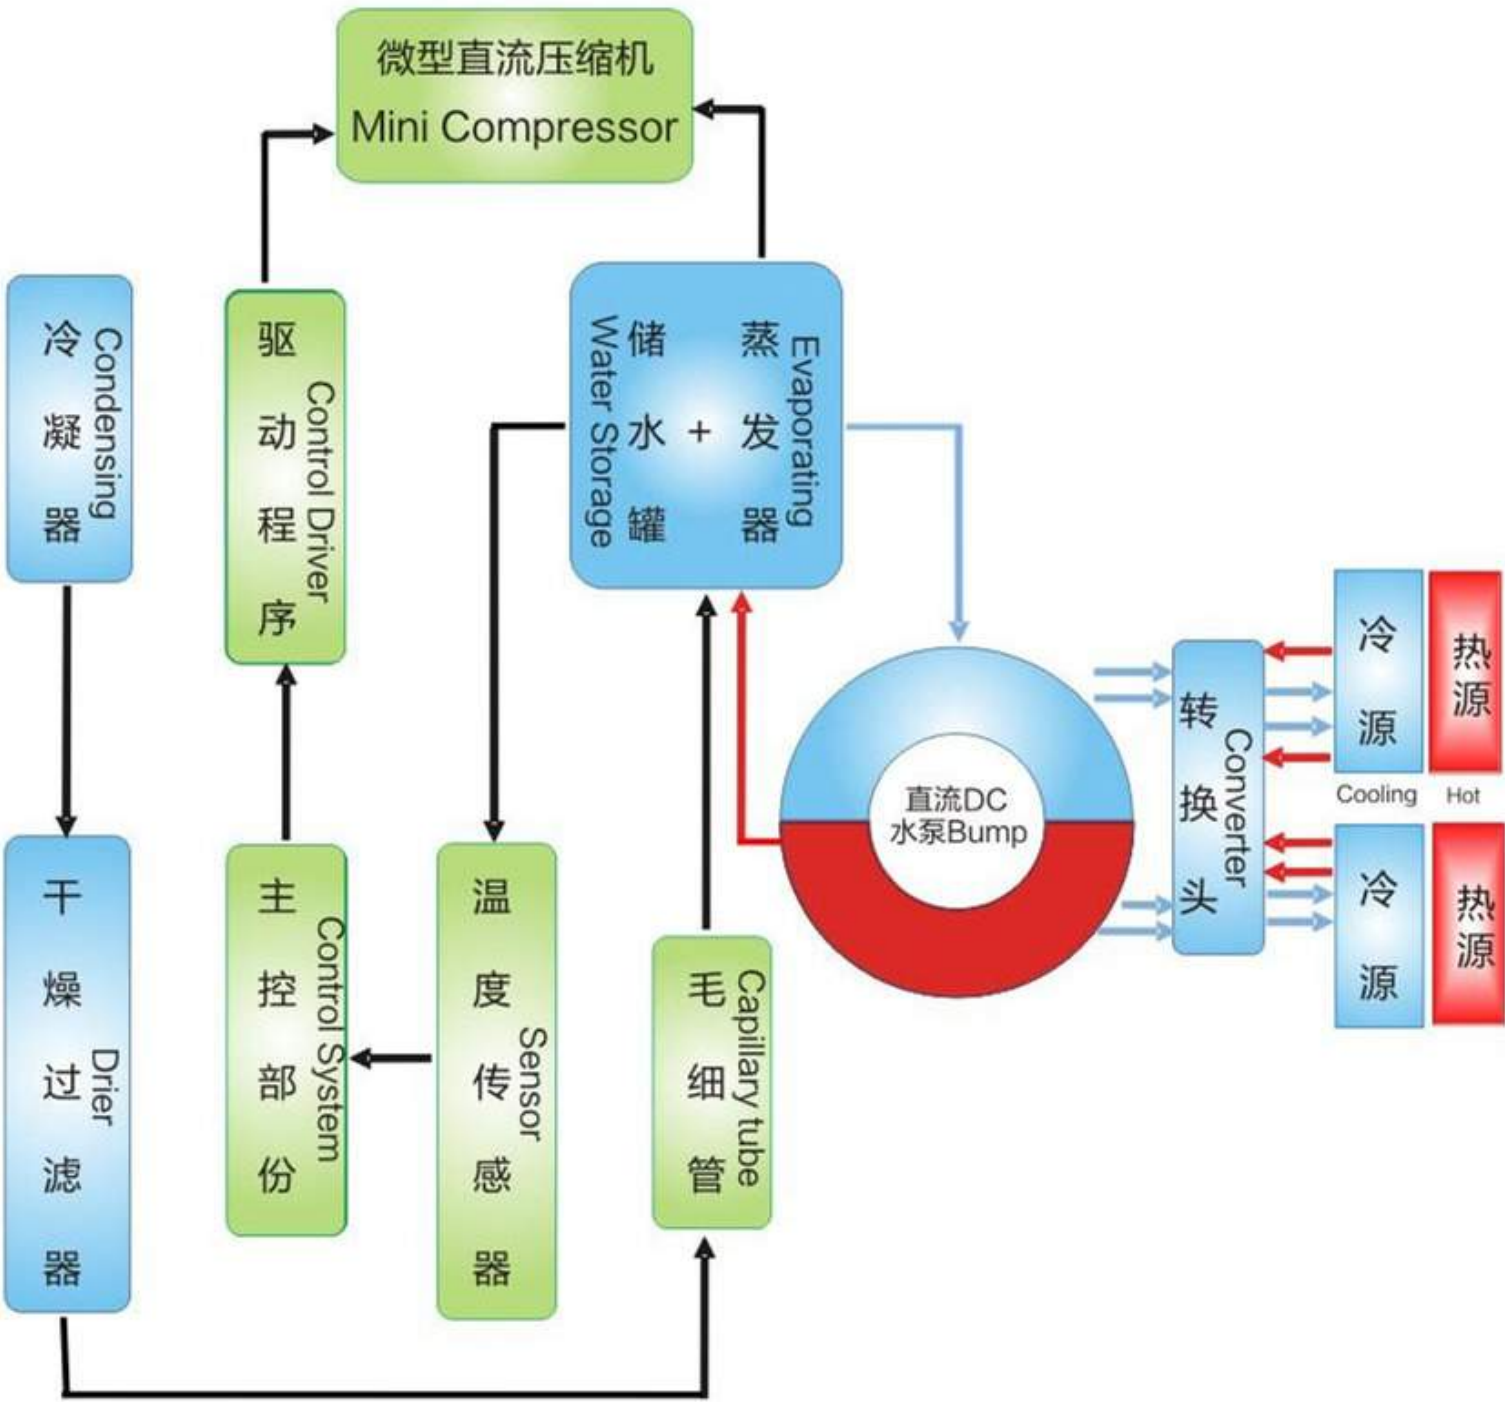 微型直流压缩机
Mini Compressor
冷凝器
Condensing
驱动程序
Control Driver
储水罐
Water Storage
+
蒸发器
Evaporating
干燥过滤器
Drier
主控部份
Control System
温度传感器
Sensor
毛细管
Capillary tube
直流DC
水泵Bump
转换头
Converter
冷源
热源
Cooling
Hot
冷源
热源